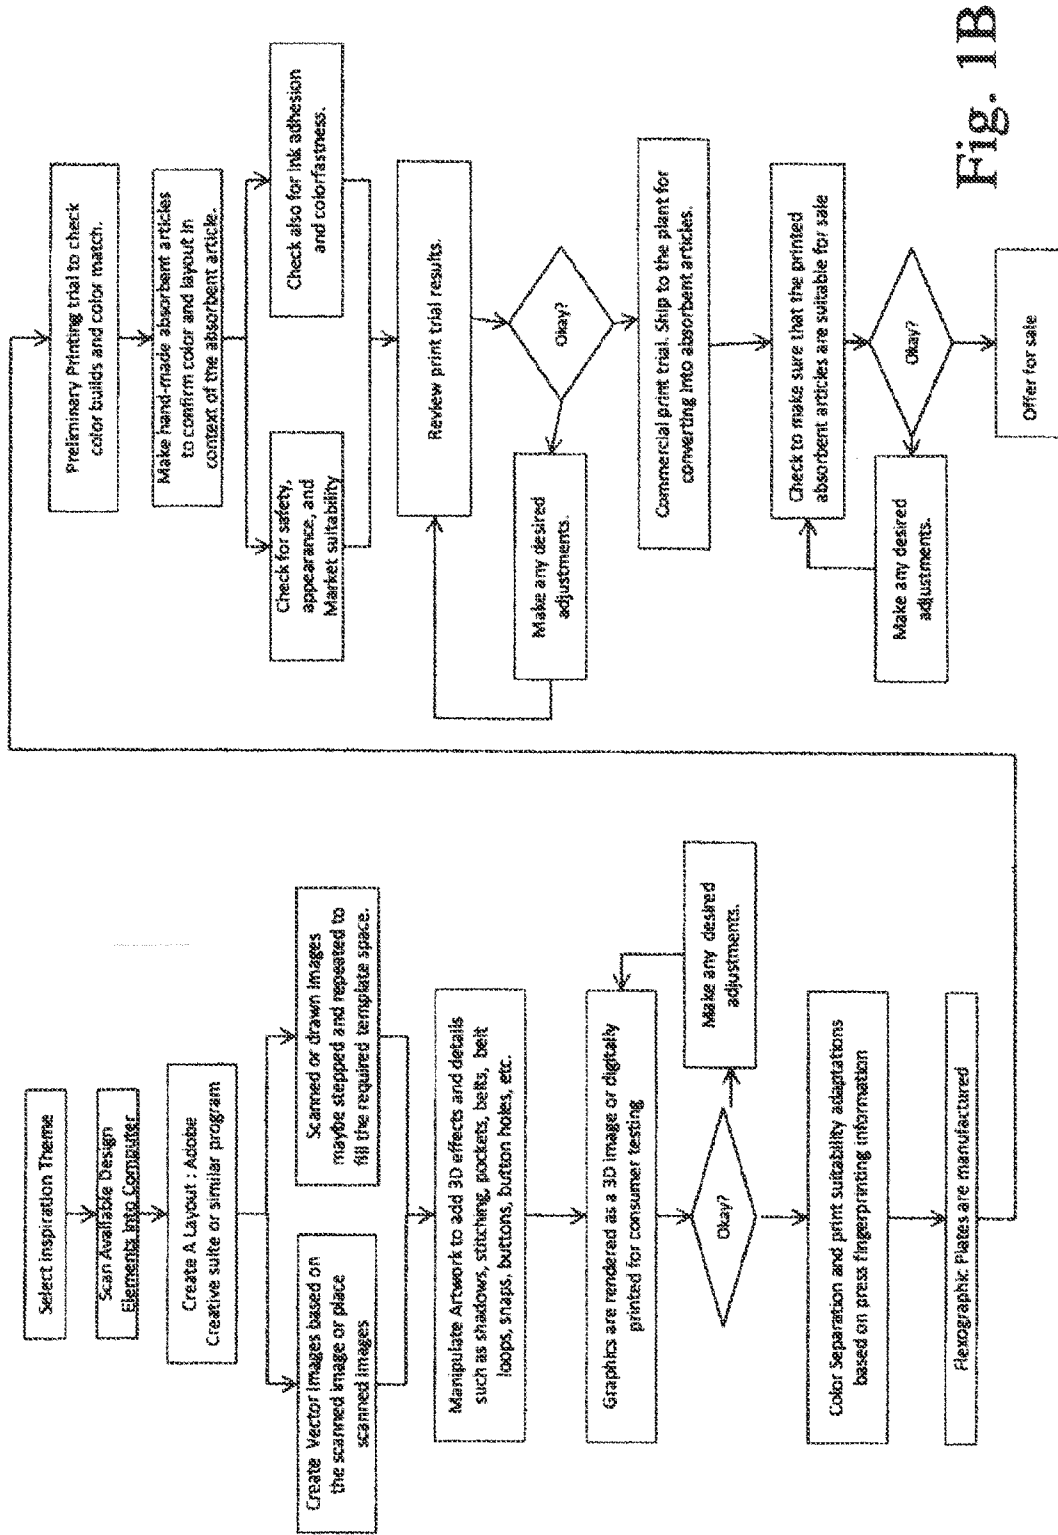 Select Inspiration Theme
Scan Available Design
Elements Into Computer
Create A Layout : Adobe
Creative suite or similar program
Create Vector Images based on
the scanned image or place
scanned images
Scanned or drawn images
maybe stepped and repeated to
fill the required template space.
Manipulate Artwork to add 3D effects and details
such as shadows, stitching, pockets, belts, belt
loops, snaps, buttons, button holes, etc.
Graphics are rendered as a 3D image or digitally
printed for consumer testing
Okay?
Make any desired
adjustments.
Color Separation and print suitability adaptations
based on press fingerprinting information
Flexographic Plates are manufactured
Preliminary Printing trial to check
color builds and color match.
Make hand-made absorbent articles
to confirm color and layout in
context of the absorbent article.
Check for safety,
appearance, and
Market suitability
Check also for ink adhesion
and colorfastness.
Review print trial results.
Okay?
Make any desired
adjustments.
Commercial print trial. Ship to the plant for
converting into absorbent articles.
Check to make sure that the printed
absorbent articles are suitable for sale
Okay?
Make any desired
adjustments.
Offer for sale
Fig. 1B